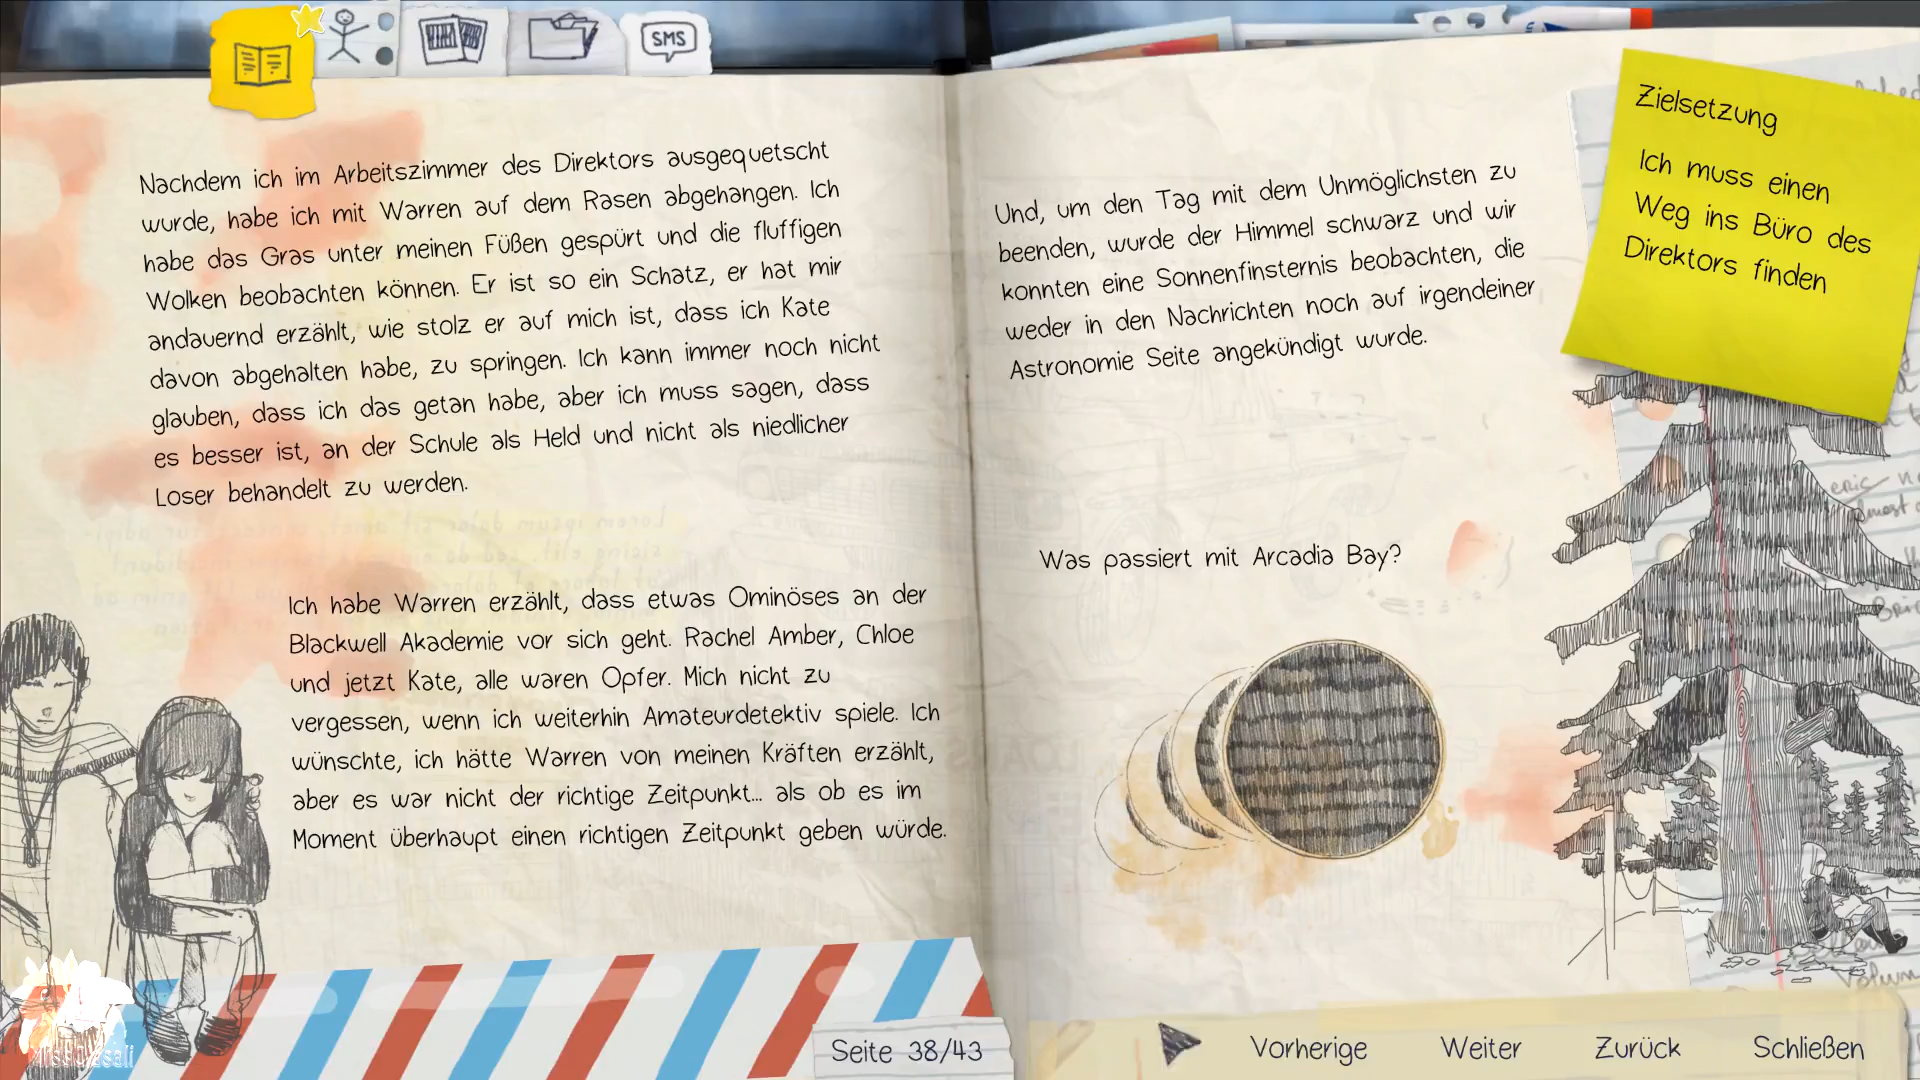 SMS
Nachdem ich im Arbeitszimmer des Direktors ausgequetscht
wurde, habe ich mit Warren auf dem Rasen abgehangen. Ich
habe das Gras unter meinen Füßen gespürt und die fluffigen
Wolken beobachten können. Er ist so ein Schatz, er hat mir
andauernd erzählt, wie stolz er auf mich ist, dass ich Kate
davon abgehalten habe, zu springen. Ich kann immer noch nicht
glauben, dass ich das getan habe, aber ich muss sagen, dass
es besser ist, an der Schule als Held und nicht als niedlicher
Loser behandelt zu werden.
Ich habe Warren erzählt, dass etwas Ominöses an der
Blackwell Akademie vor sich geht. Rachel Amber, Chloe
und jetzt Kate, alle waren Opfer. Mich nicht zu
vergessen, wenn ich weiterhin Amateurdetektiv spiele. Ich
wünschte, ich hätte Warren von meinen Kräften erzählt,
aber es war nicht der richtige Zeitpunkt... als ob es im
Moment überhaupt einen richtigen Zeitpunkt geben würde.
Und, um den Tag mit dem Unmöglichsten zu
beenden, wurde der Himmel schwarz und wir
konnten eine Sonnenfinsternis beobachten, die
weder in den Nachrichten noch auf irgendeiner
Astronomie Seite angekündigt wurde.
Was passiert mit Arcadia Bay?
Zielsetzung
Ich muss einen
Weg ins Büro des
Direktors finden
eric
Seite 38/43
Vorherige
Weiter
Zurück
Schließen